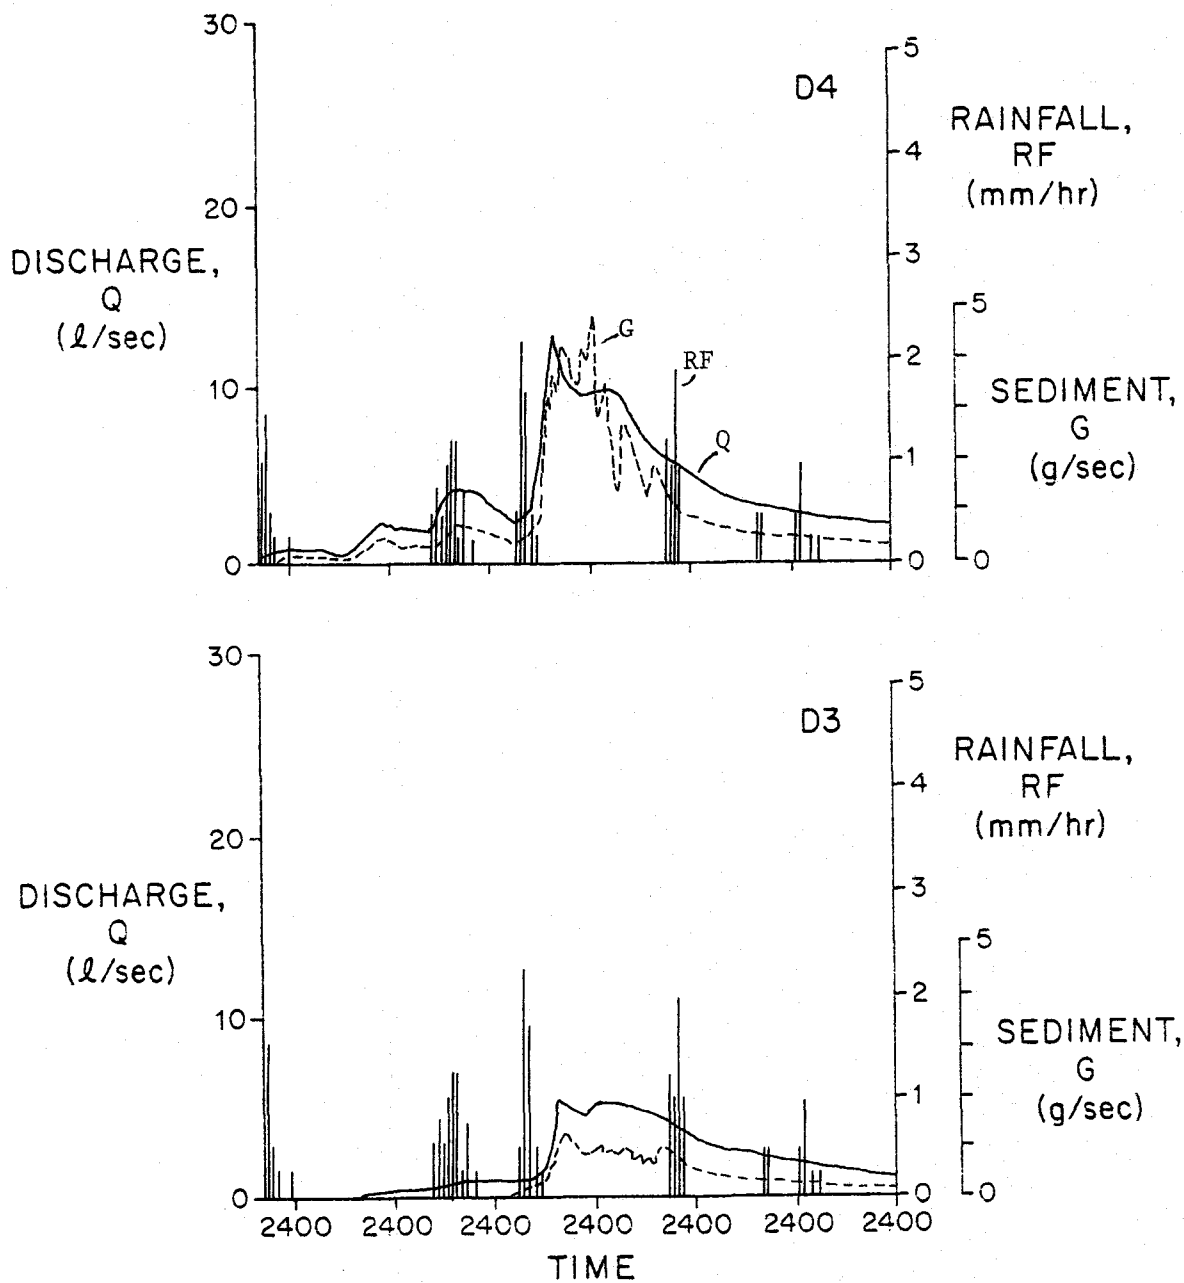 30
20
10
0
DISCHARGE,
Q
(ℓ/sec)
D4
5
4
3
2
1
0
RAINFALL,
RF
(mm/hr)
5
0
SEDIMENT,
G
(g/sec)
G
RF
Q
30
20
10
0
DISCHARGE,
Q
(ℓ/sec)
D3
5
4
3
2
1
0
RAINFALL,
RF
(mm/hr)
5
0
SEDIMENT,
G
(g/sec)
2400 2400 2400 2400 2400 2400 2400
TIME